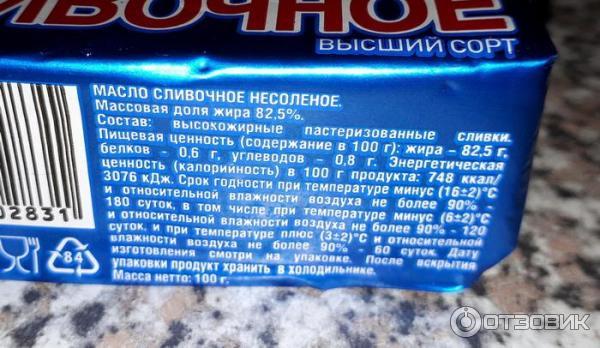 ИВОЧНОЕ
ВЫСШИЙ СОРТ
МАСЛО СЛИВОЧНОЕ НЕСОЛЕНОЕ.
Массовая доля жира 82,5%.
Состав: высокожирные пастеризованные сливки.
Пищевая ценность (содержание в 100 г): жира – 82,5 г,
белков – 0,6 г, углеводов – 0,8 г. Энергетическая
ценность (калорийность) в 100 г продукта: 748 ккал/
3076 кДж. Срок годности при температуре минус (16±2)°С
и относительной влажности воздуха не более 90% -
180 суток, в том числе, при температуре минус (6±2)°С
и относительной влажности воздуха не более 90% - 120
суток, и при температуре плюс (3±2)°С и относительной
влажности воздуха не более 90% - 60 суток. Дату
изготовления смотри на упаковке. После вскрытия
упаковки продукт хранить в холодильнике.
Масса нетто: 100 г.
02831
84
ОТЗОВИК